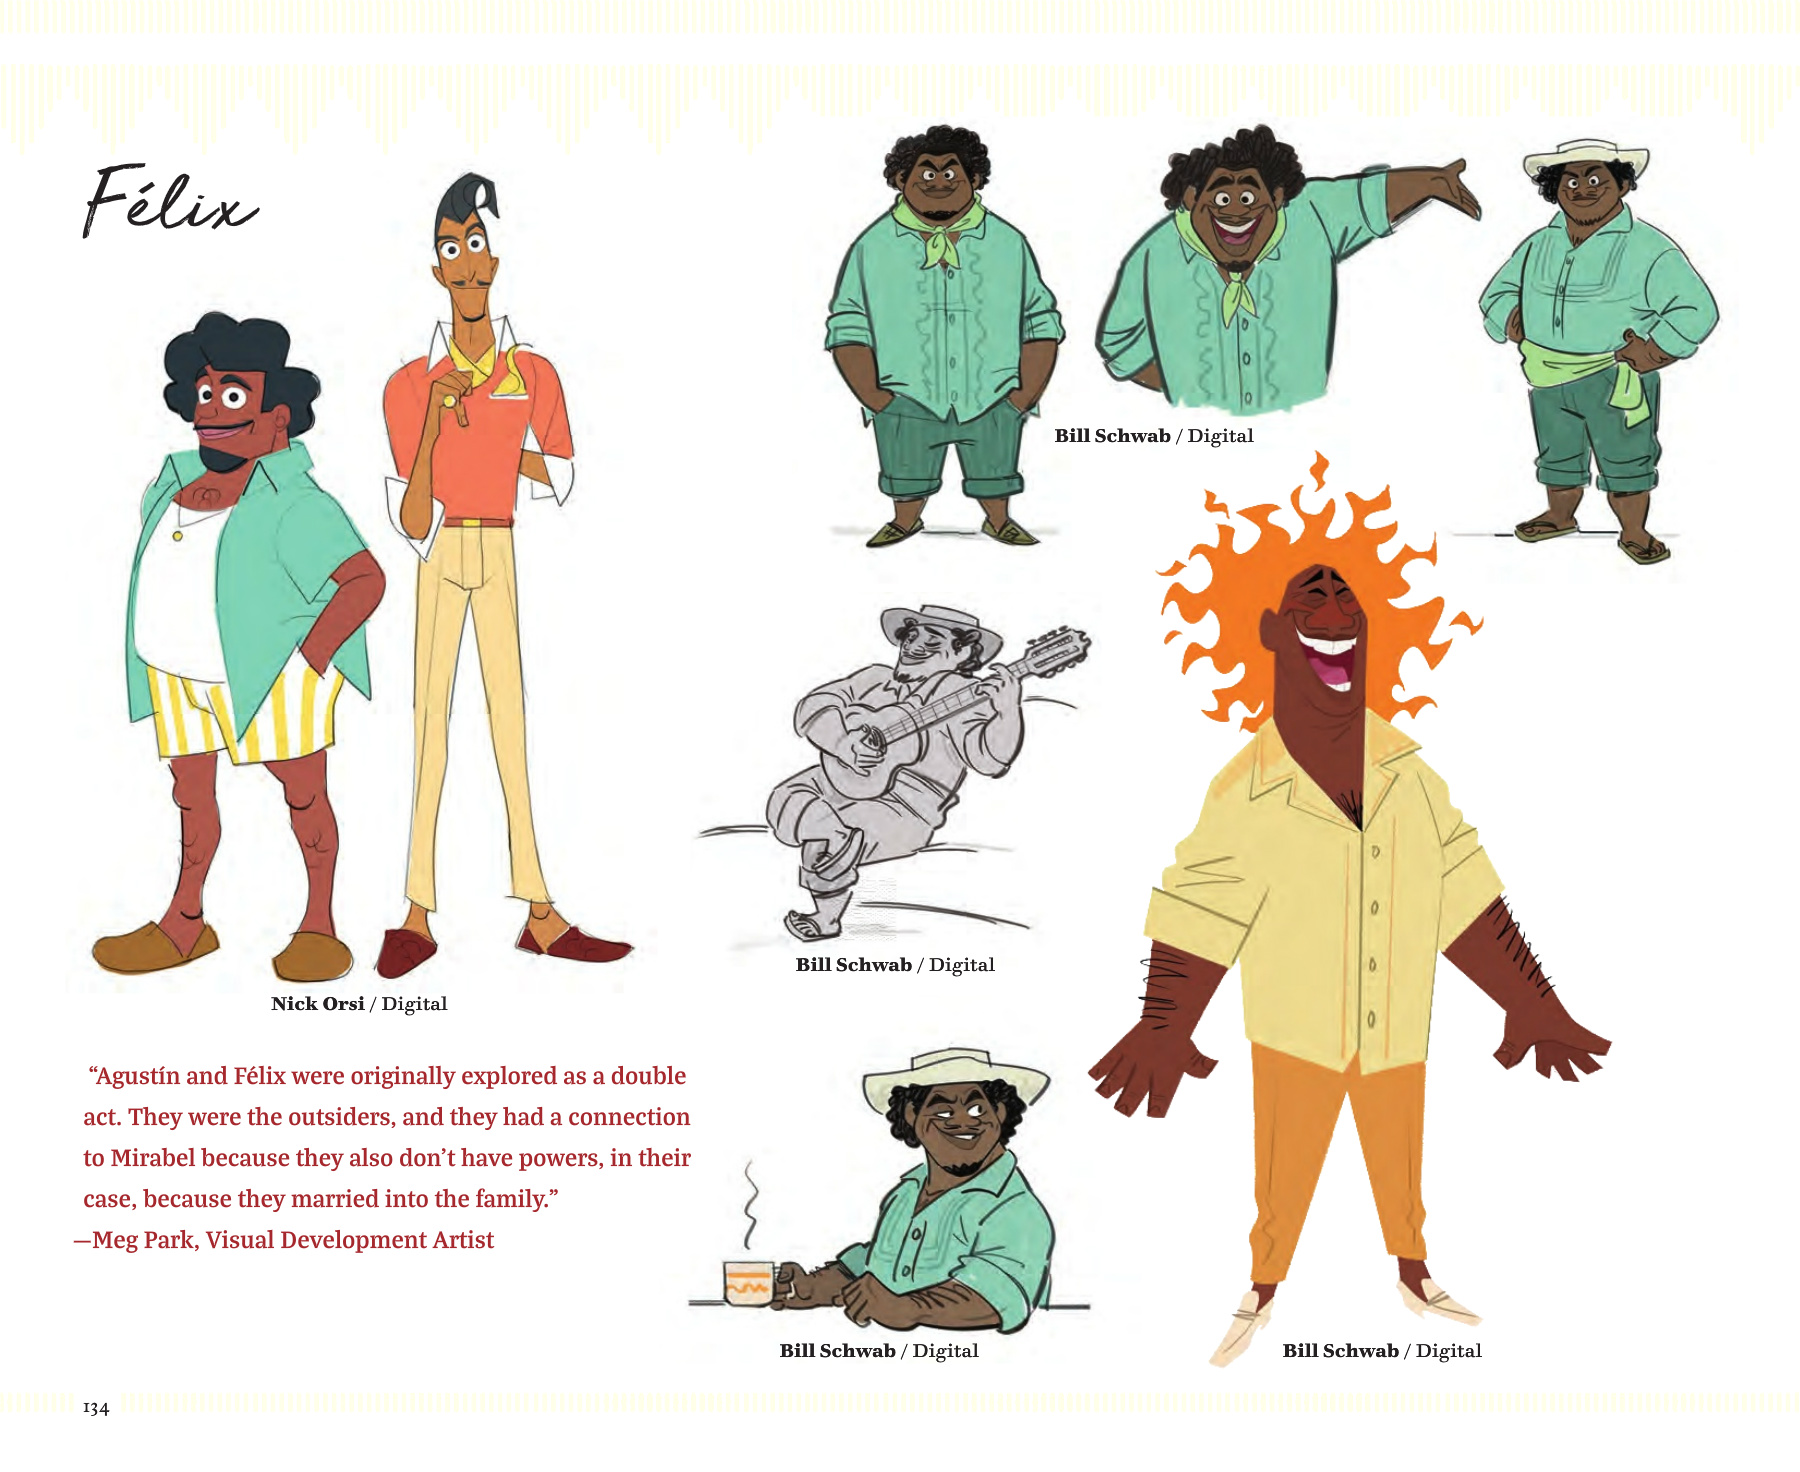 Félix
Bill Schwab / Digital
Bill Schwab / Digital
Nick Orsi / Digital
“Agustín and Félix were originally explored as a double
act. They were the outsiders, and they had a connection
to Mirabel because they also don’t have powers, in their
case, because they married into the family.”
—Meg Park, Visual Development Artist
Bill Schwab / Digital
Bill Schwab / Digital
134